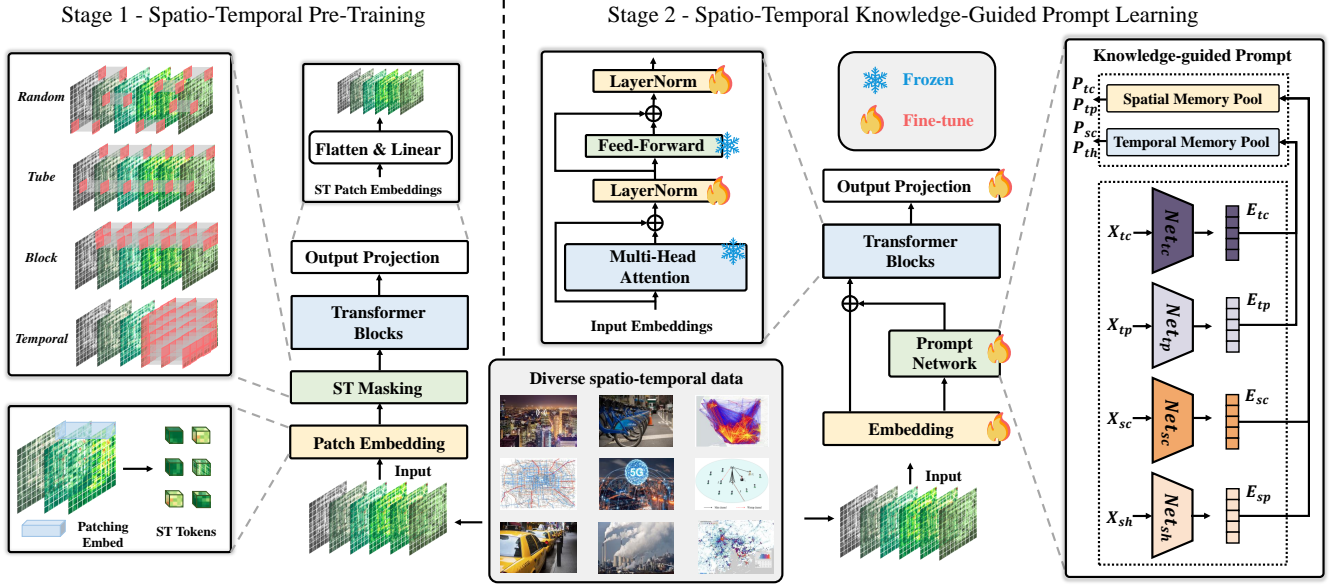 Stage 1 - Spatio-Temporal Pre-Training
Stage 2 - Spatio-Temporal Knowledge-Guided Prompt Learning
Random
Tube
Block
Temporal
Flatten & Linear
ST Patch Embeddings
Output Projection
Transformer
Blocks
ST Masking
Patch Embedding
Input
Patching
Embed
ST Tokens
LayerNorm
Feed-Forward
LayerNorm
Multi-Head
Attention
Input Embeddings
Diverse spatio-temporal data
5G
Frozen
Fine-tune
Output Projection
Transformer
Blocks
Prompt
Network
Embedding
Input
Knowledge-guided Prompt
P_tc
P_tp
Spatial Memory Pool
P_sc
P_th
Temporal Memory Pool
X_tc
Net_tc
E_tc
X_tp
Net_tp
E_tp
X_sc
Net_sc
E_sc
X_sh
Net_sh
E_sp